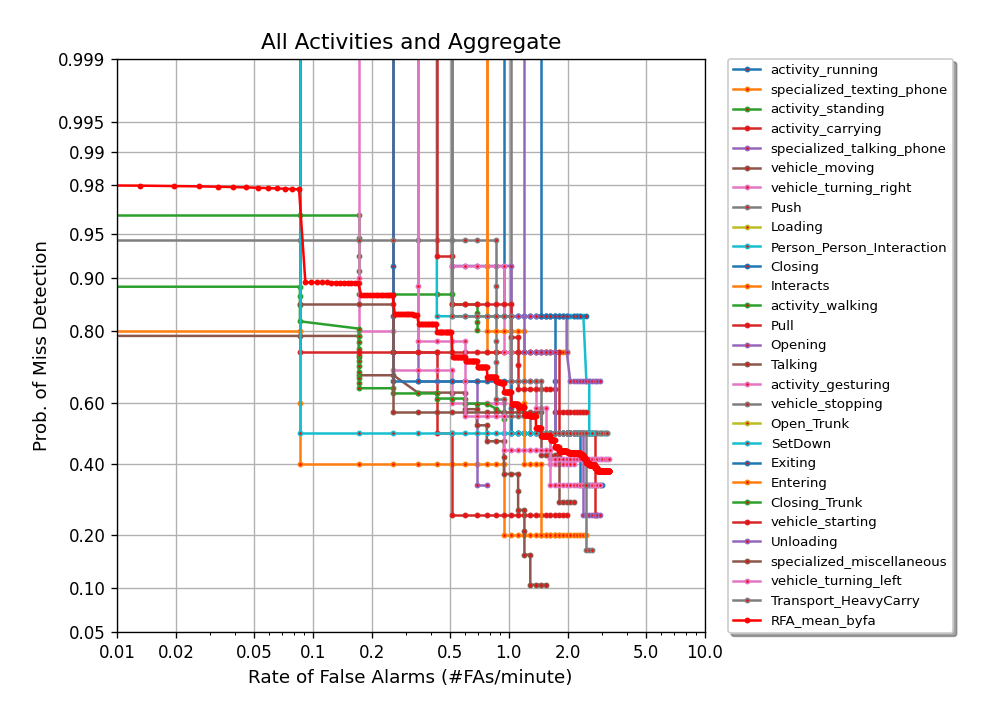 All Activities and Aggregate
Prob. of Miss Detection
0.999
0.995
0.99
0.98
0.95
0.90
0.80
0.60
0.40
0.20
0.10
0.05
0.01 0.02 0.05 0.1 0.2 0.5 1.0 2.0 5.0 10.0
Rate of False Alarms (#FAs/minute)
activity_running
specialized_texting_phone
activity_standing
activity_carrying
specialized_talking_phone
vehicle_moving
vehicle_turning_right
Push
Loading
Person_Person_Interaction
Closing
Interacts
activity_walking
Pull
Opening
Talking
activity_gesturing
vehicle_stopping
Open_Trunk
SetDown
Exiting
Entering
Closing_Trunk
vehicle_starting
Unloading
specialized_miscellaneous
vehicle_turning_left
Transport_HeavyCarry
RFA_mean_byfa